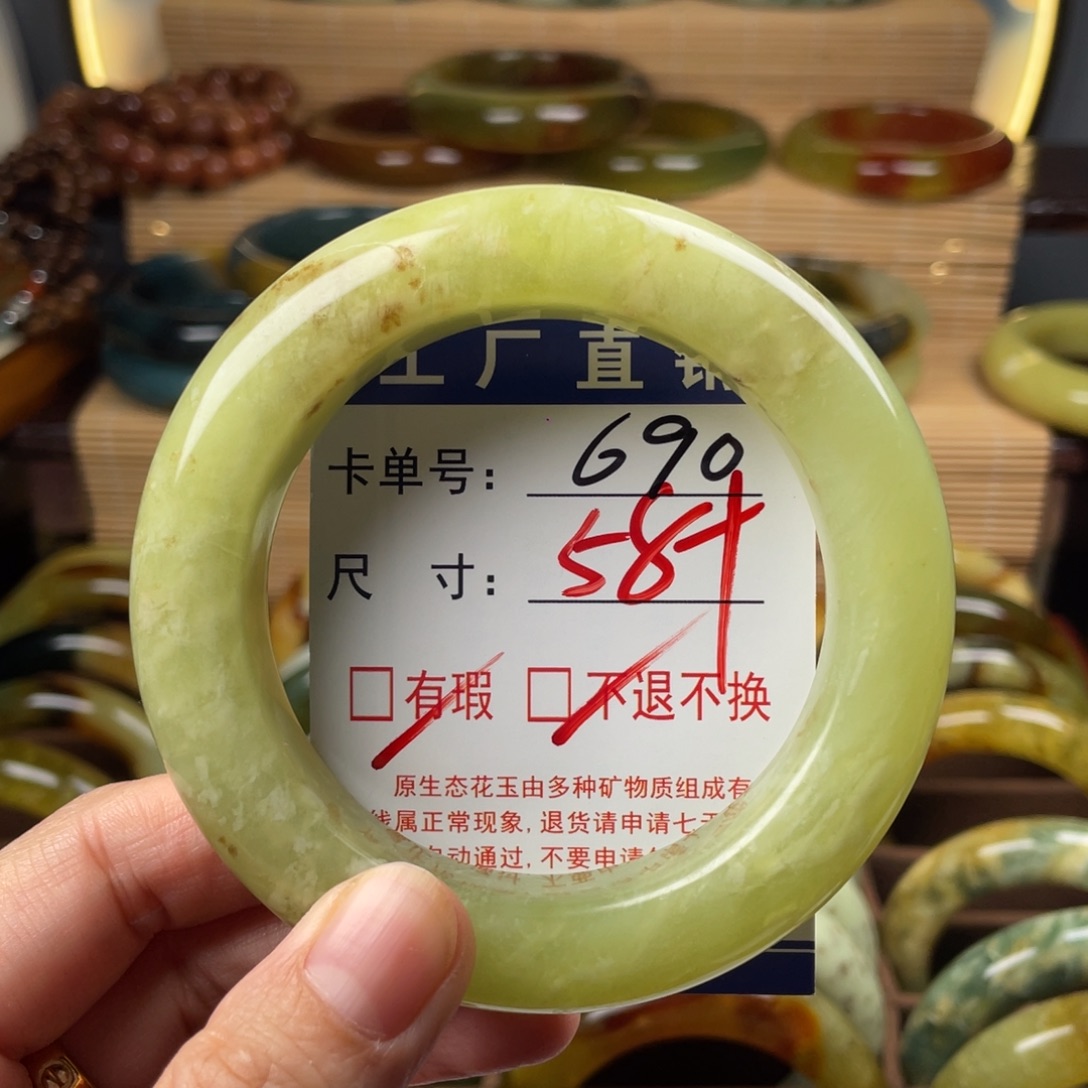 工厂直销
卡单号: 690
尺 寸: 58
□有瑕 □不退不换
原生态花玉由多种矿物质组成有
线属正常现象, 退货请申请七天
自动通过, 不要申请